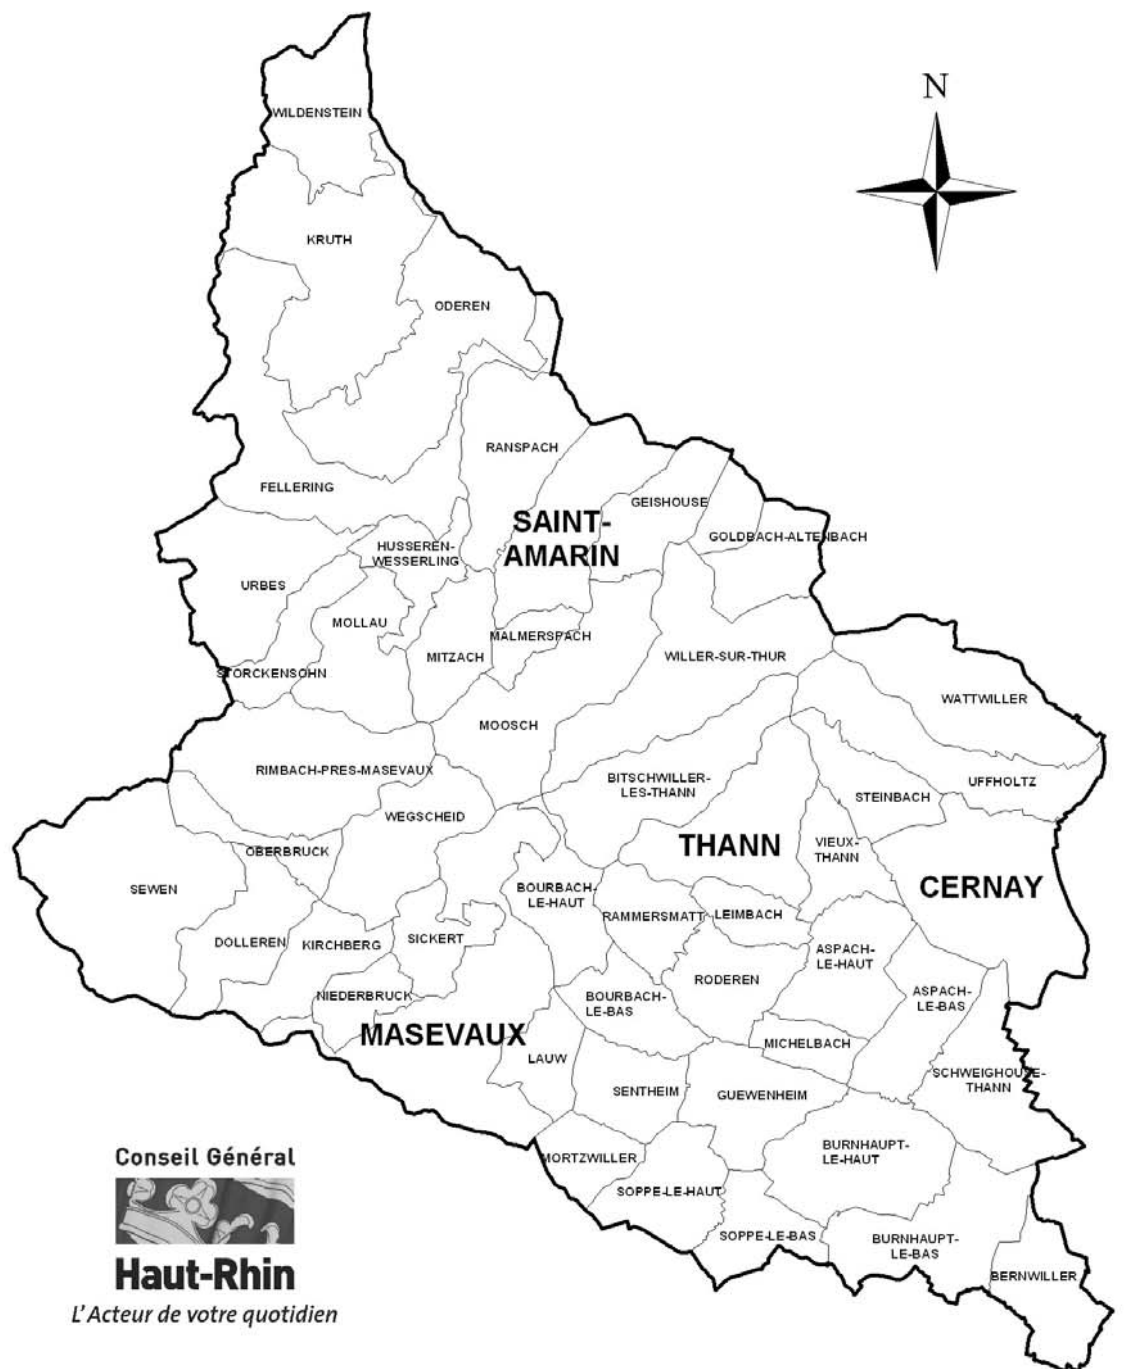 N
WILDENSTEIN
KRUTH
ODEREN
RANSPACH
FELLERING
GEISHOUSE
SAINT-
AMARIN
GOLDBACH-ALTENBACH
HUSSEREN-
WESSERLING
URBES
MOLLAU
MALMERSPACH
MITZACH
WILLER-SUR-THUR
STORCKENSOHN
WATTWILLER
MOOSCH
RIMBACH-PRES-MASEVAUX
BITSCHWILLER-
LES-THANN
UFFHOLTZ
STEINBACH
WEGSCHEID
THANN
VIEUX-
THANN
OBERBRUCK
SEWEN
BOURBACH-
LE-HAUT
CERNAY
RAMMERSMATT
LEIMBACH
DOLLEREN
KIRCHBERG
SICKERT
ASPACH-
LE-HAUT
RODEREN
NIEDERBRUCK
BOURBACH-
LE-BAS
ASPACH-
LE-BAS
MASEVAUX
MICHELBACH
LAUW
SCHWEIGHOUSE-
THANN
SENTHEIM
GUEWENHEIM
BURNHAUPT-
LE-HAUT
MORTZWILLER
SOPPE-LE-HAUT
SOPPE-LE-BAS
BURNHAUPT-
LE-BAS
BERNWILLER
Conseil Général
Haut-Rhin
L'Acteur de votre quotidien